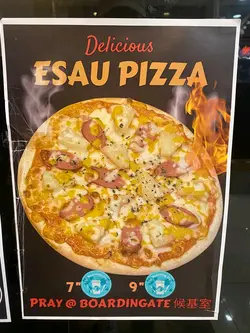 Delicious
ESAU PIZZA
7" 9"
PRAY @ BOARDINGATE 候基室